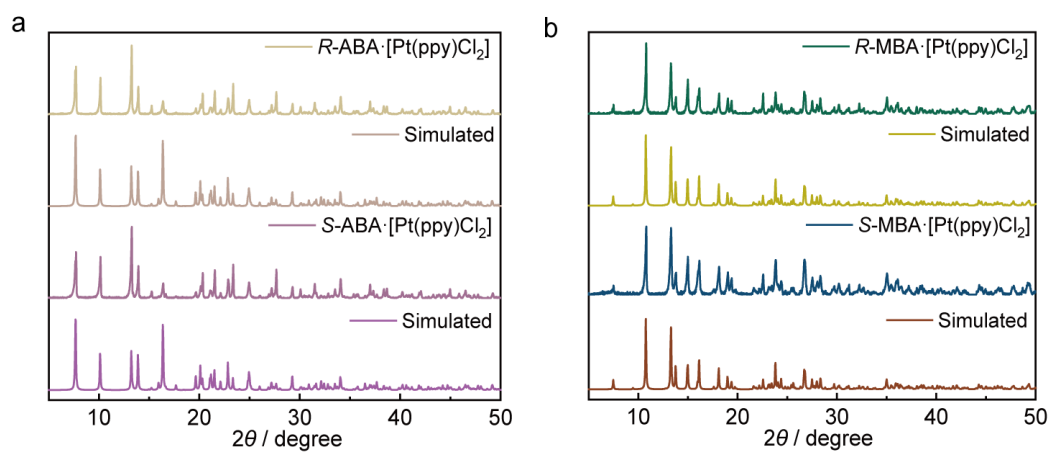 a
R-ABA·[Pt(ppy)Cl₂]
Simulated
S-ABA·[Pt(ppy)Cl₂]
Simulated
10 20 30 40 50
2θ / degree
b
R-MBA·[Pt(ppy)Cl₂]
Simulated
S-MBA·[Pt(ppy)Cl₂]
Simulated
10 20 30 40 50
2θ / degree